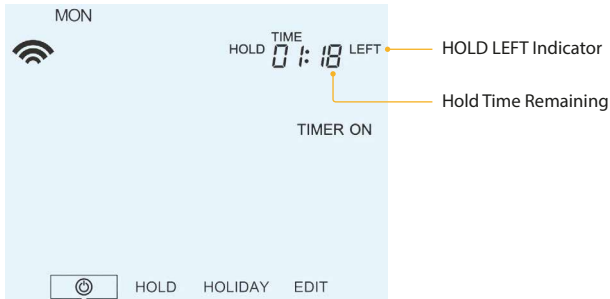 MON
TIME
HOLD 01:18 LEFT
HOLD LEFT Indicator
Hold Time Remaining
TIMER ON
HOLD HOLIDAY EDIT